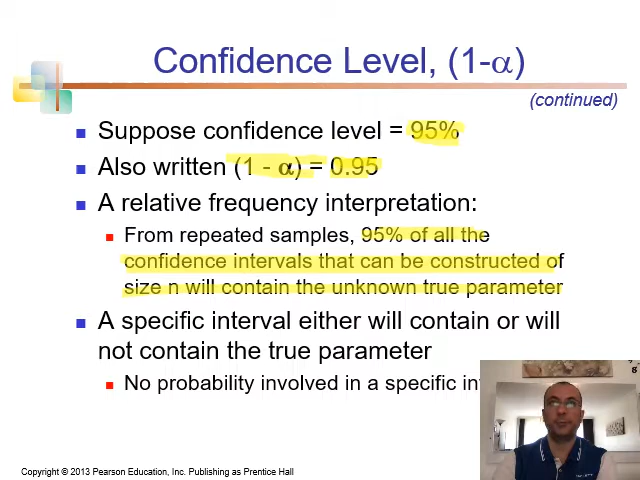 Confidence Level, (1-α)
(continued)
Suppose confidence level = 95%
Also written (1 - α) = 0.95
A relative frequency interpretation:
From repeated samples, 95% of all the
confidence intervals that can be constructed of
size n will contain the unknown true parameter
A specific interval either will contain or will
not contain the true parameter
No probability involved in a specific
Copyright © 2013 Pearson Education, Inc. Publishing as Prentice Hall